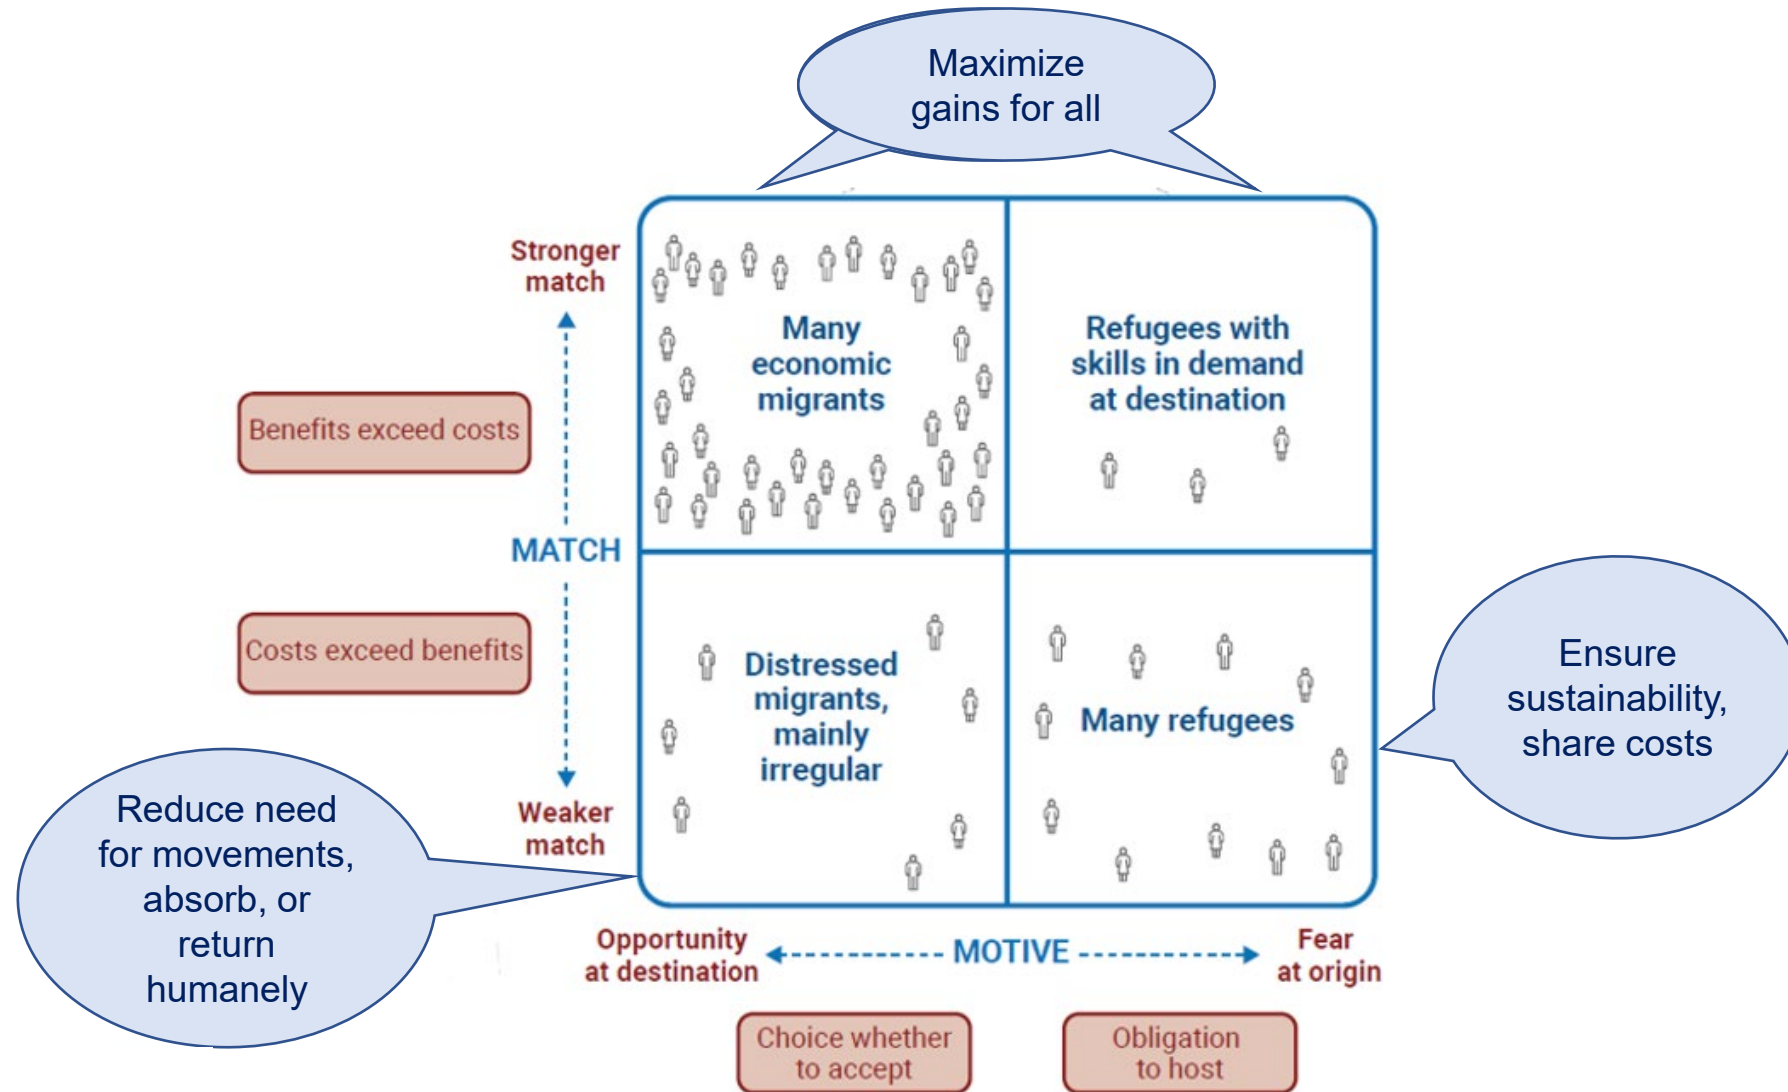 Maximize
gains for all
Stronger
match
Many
economic
migrants
Refugees with
skills in demand
at destination
Benefits exceed costs
MATCH
Costs exceed benefits
Distressed
migrants,
mainly
irregular
Many refugees
Ensure
sustainability,
share costs
Weaker
match
Reduce need
for movements,
absorb, or
return
humanely
Opportunity
at destination
MOTIVE
Fear
at origin
Choice whether
to accept
Obligation
to host